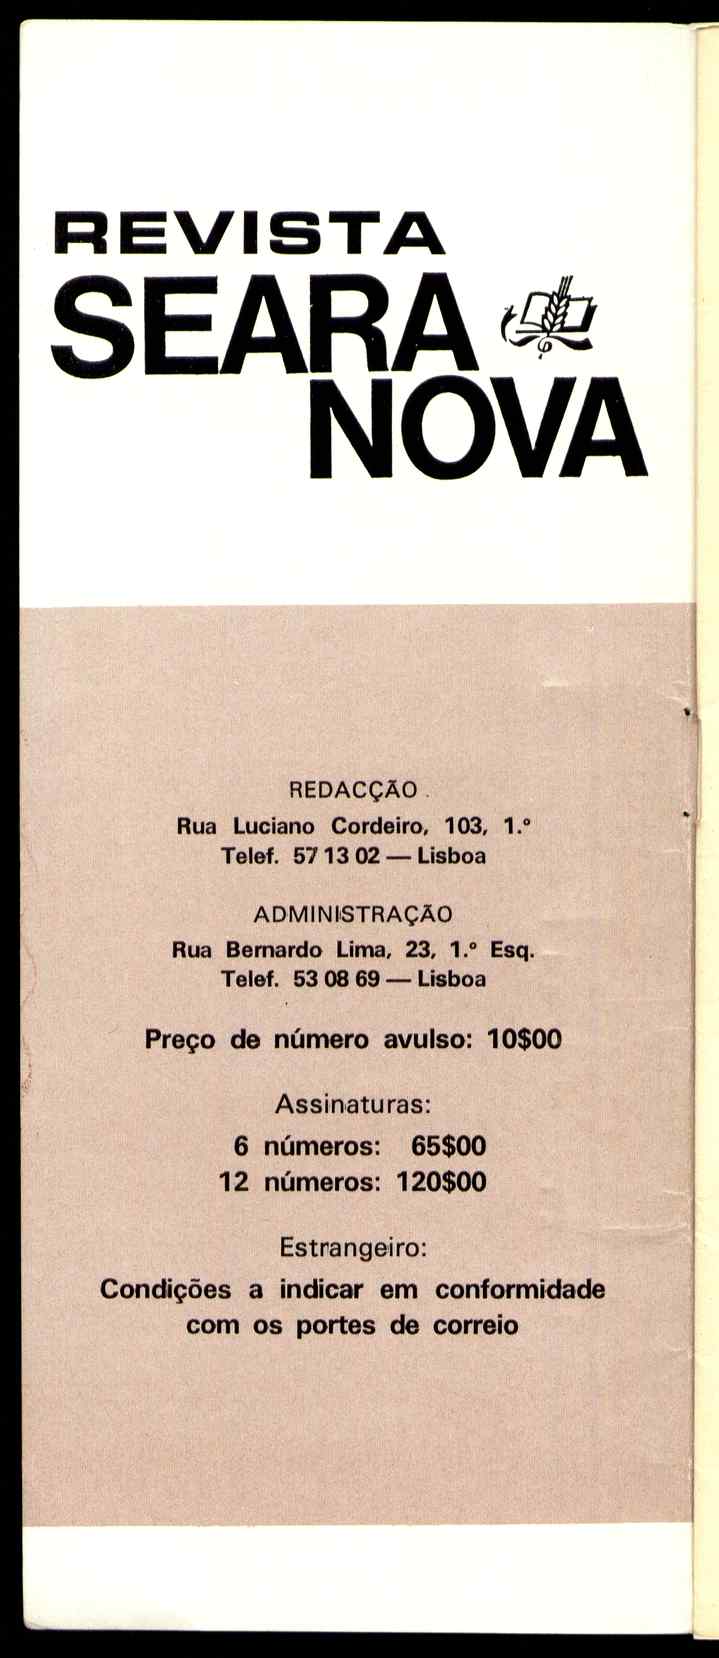 REVISTA
SEARA
NOVA
REDACÇÃO
Rua Luciano Cordeiro, 103, 1.º
Telef. 57 13 02 — Lisboa
ADMINISTRAÇÃO
Rua Bernardo Lima, 23, 1.º Esq.
Telef. 53 08 69 — Lisboa
Preço de número avulso: 10$00
Assinaturas:
6 números: 65$00
12 números: 120$00
Estrangeiro:
Condições a indicar em conformidade
com os portes de correio